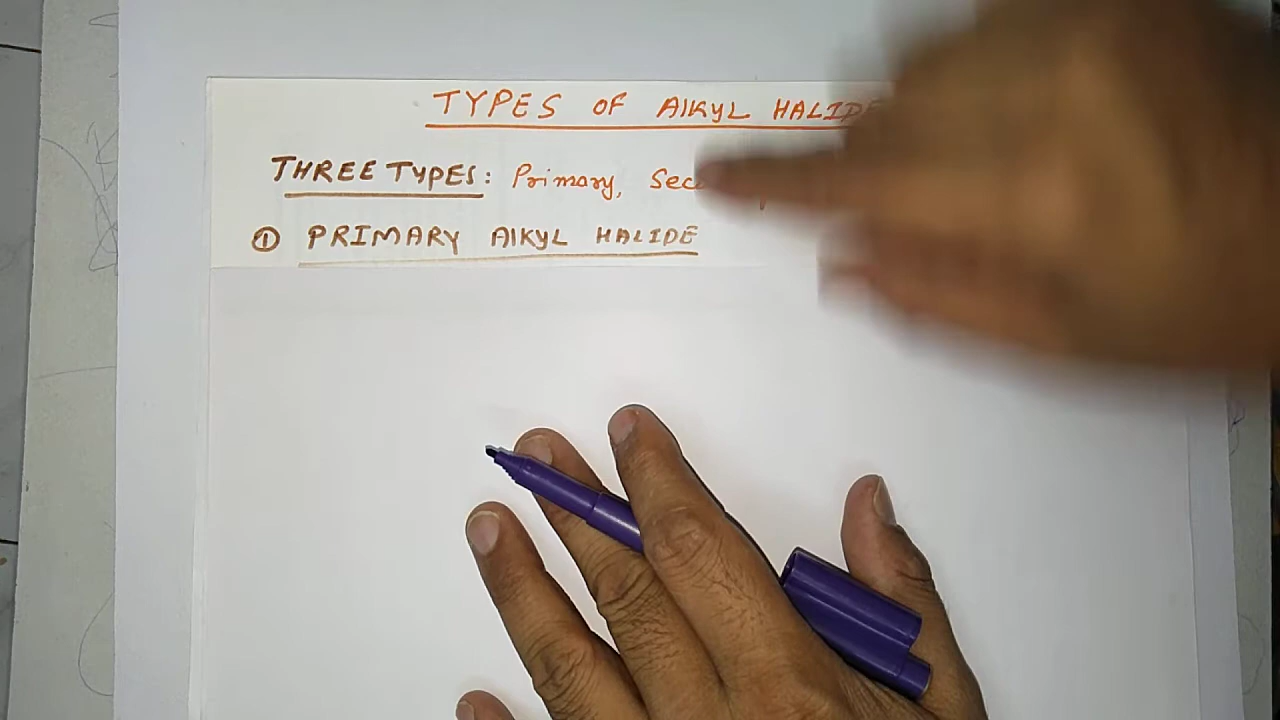 TYPES OF AlKYL HALIDE
THREE TYPES: Primary, Sec
① PRIMARY AlKYL HALIDE